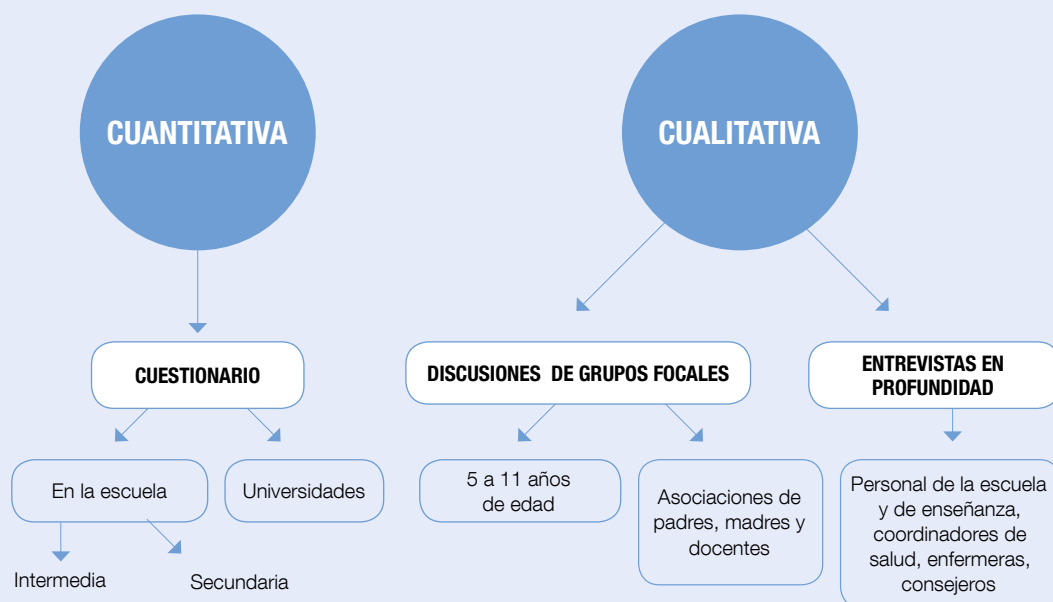 CUANTITATIVA
CUALITATIVA
CUESTIONARIO
DISCUSIONES DE GRUPOS FOCALES
ENTREVISTAS EN
PROFUNDIDAD
En la escuela
Universidades
5 a 11 años
de edad
Asociaciones de
padres, madres y
docentes
Personal de la escuela
y de enseñanza,
coordinadores de
salud, enfermeras,
consejeros
Intermedia
Secundaria